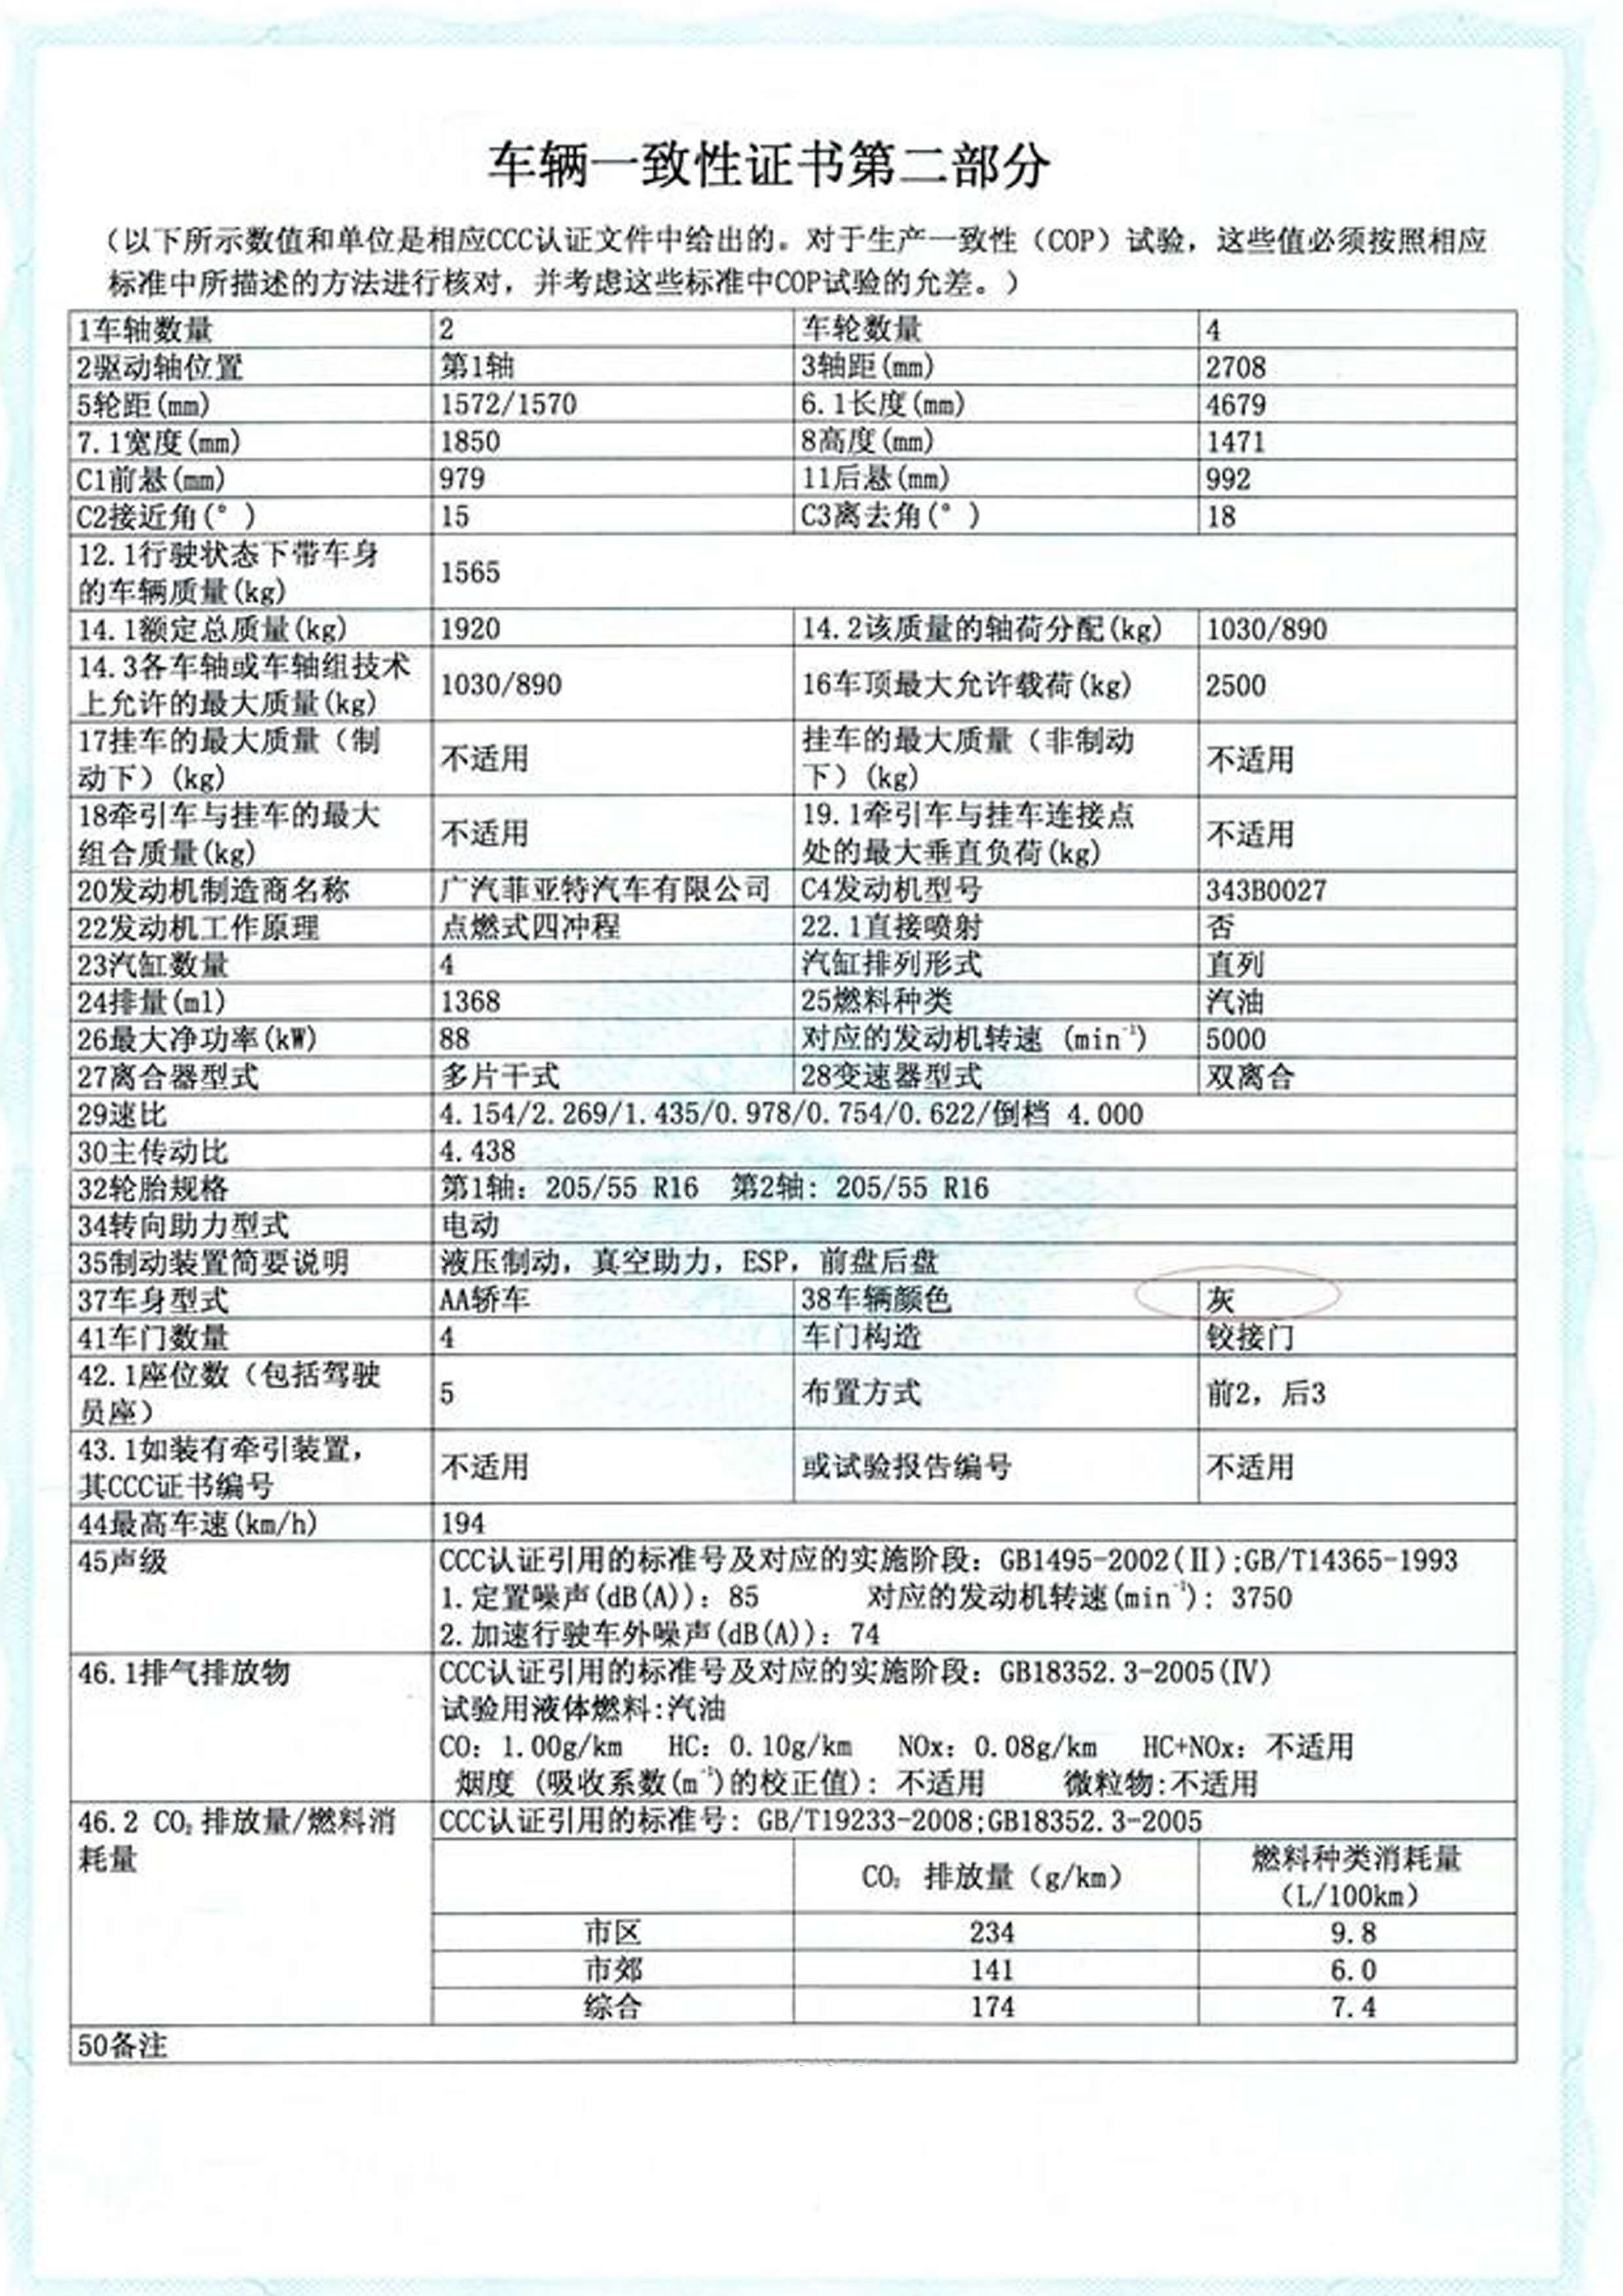 车辆一致性证书第二部分
（以下所示数值和单位是相应CCC认证文件中给出的。对于生产一致性（COP）试验，这些值必须按照相应
标准中所描述的方法进行核对，并考虑这些标准中COP试验的允差。）
1车轴数量 2 车轮数量 4
2驱动轴位置 第1轴 3轴距(mm) 2708
5轮距(mm) 1572/1570 6.1长度(mm) 4679
7.1宽度(mm) 1850 8高度(mm) 1471
C1前悬(mm) 979 11后悬(mm) 992
C2接近角(°) 15 C3离去角(°) 18
12.1行驶状态下带车身
的车辆质量(kg) 1565
14.1额定总质量(kg) 1920 14.2该质量的轴荷分配(kg) 1030/890
14.3各车轴或车轴组技术
上允许的最大质量(kg) 1030/890 16车顶最大允许载荷(kg) 2500
17挂车的最大质量（制
动下）(kg) 不适用 挂车的最大质量（非制动
下）(kg) 不适用
18牵引车与挂车的最大
组合质量(kg) 不适用 19.1牵引车与挂车连接点
处的最大垂直负荷(kg) 不适用
20发动机制造商名称 广汽菲亚特汽车有限公司 C4发动机型号 343B0027
22发动机工作原理 点燃式四冲程 22.1直接喷射 否
23汽缸数量 4 汽缸排列形式 直列
24排量(ml) 1368 25燃料种类 汽油
26最大净功率(kW) 88 对应的发动机转速 (min⁻¹) 5000
27离合器型式 多片干式 28变速器型式 双离合
29速比 4.154/2.269/1.435/0.978/0.754/0.622/倒档 4.000
30主传动比 4.438
32轮胎规格 第1轴：205/55 R16 第2轴：205/55 R16
34转向助力型式 电动
35制动装置简要说明 液压制动，真空助力，ESP，前盘后盘
37车身型式 AA轿车 38车辆颜色 灰
41车门数量 4 车门构造 铰接门
42.1座位数（包括驾驶
员座） 5 布置方式 前2，后3
43.1如装有牵引装置，
其CCC证书编号 不适用 或试验报告编号 不适用
44最高车速(km/h) 194
45声级 CCC认证引用的标准号及对应的实施阶段：GB1495-2002(Ⅱ);GB/T14365-1993
1.定置噪声(dB(A))：85 对应的发动机转速(min⁻¹)：3750
2.加速行驶车外噪声(dB(A))：74
46.1排气排放物 CCC认证引用的标准号及对应的实施阶段：GB18352.3-2005(Ⅳ)
试验用液体燃料:汽油
CO：1.00g/km HC：0.10g/km NOx：0.08g/km HC+NOx：不适用
烟度 (吸收系数(m⁻¹)的校正值)：不适用 微粒物:不适用
46.2 CO₂ 排放量/燃料消
耗量 CCC认证引用的标准号：GB/T19233-2008;GB18352.3-2005
CO₂ 排放量（g/km） 燃料种类消耗量
（L/100km）
市区 234 9.8
市郊 141 6.0
综合 174 7.4
50备注